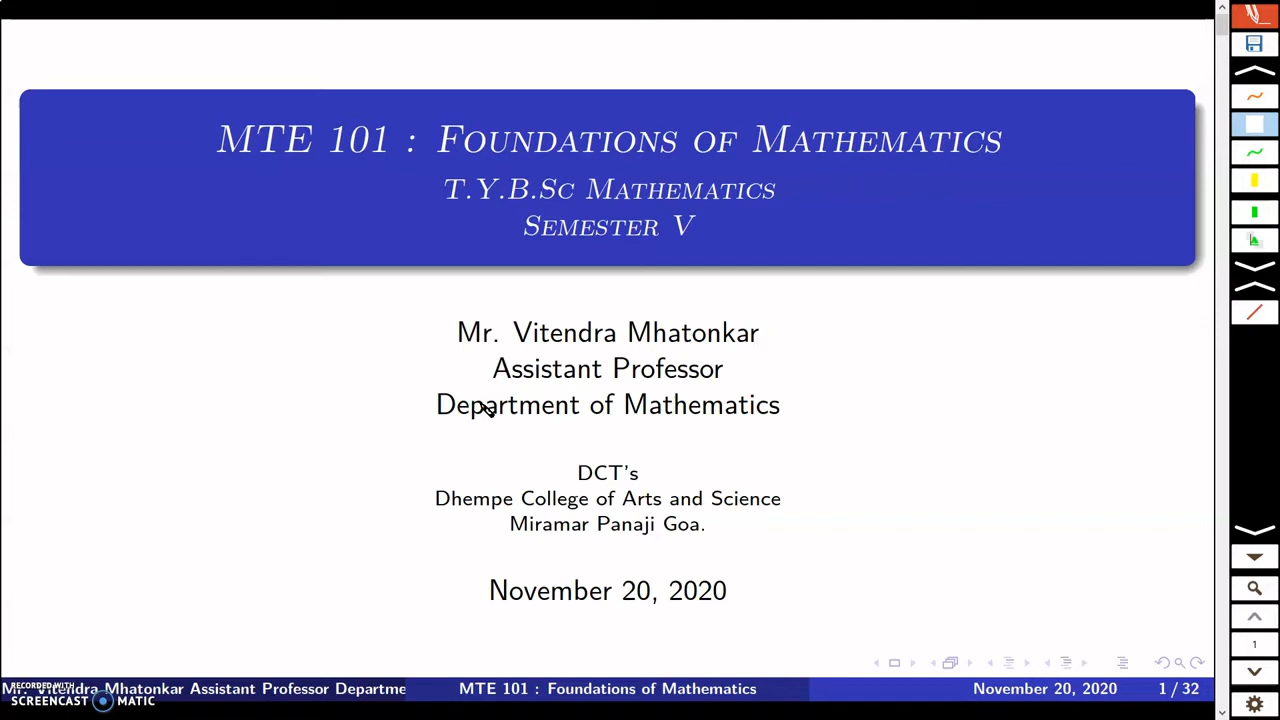 MTE 101 : Foundations of Mathematics
T.Y.B.Sc Mathematics
Semester V
Mr. Vitendra Mhatonkar
Assistant Professor
Department of Mathematics
DCT's
Dhempe College of Arts and Science
Miramar Panaji Goa.
November 20, 2020
Mr. Vitendra Mhatonkar Assistant Professor Departme
MTE 101 : Foundations of Mathematics
November 20, 2020
1 / 32
RECORDED WITH
SCREENCAST MATIC
1